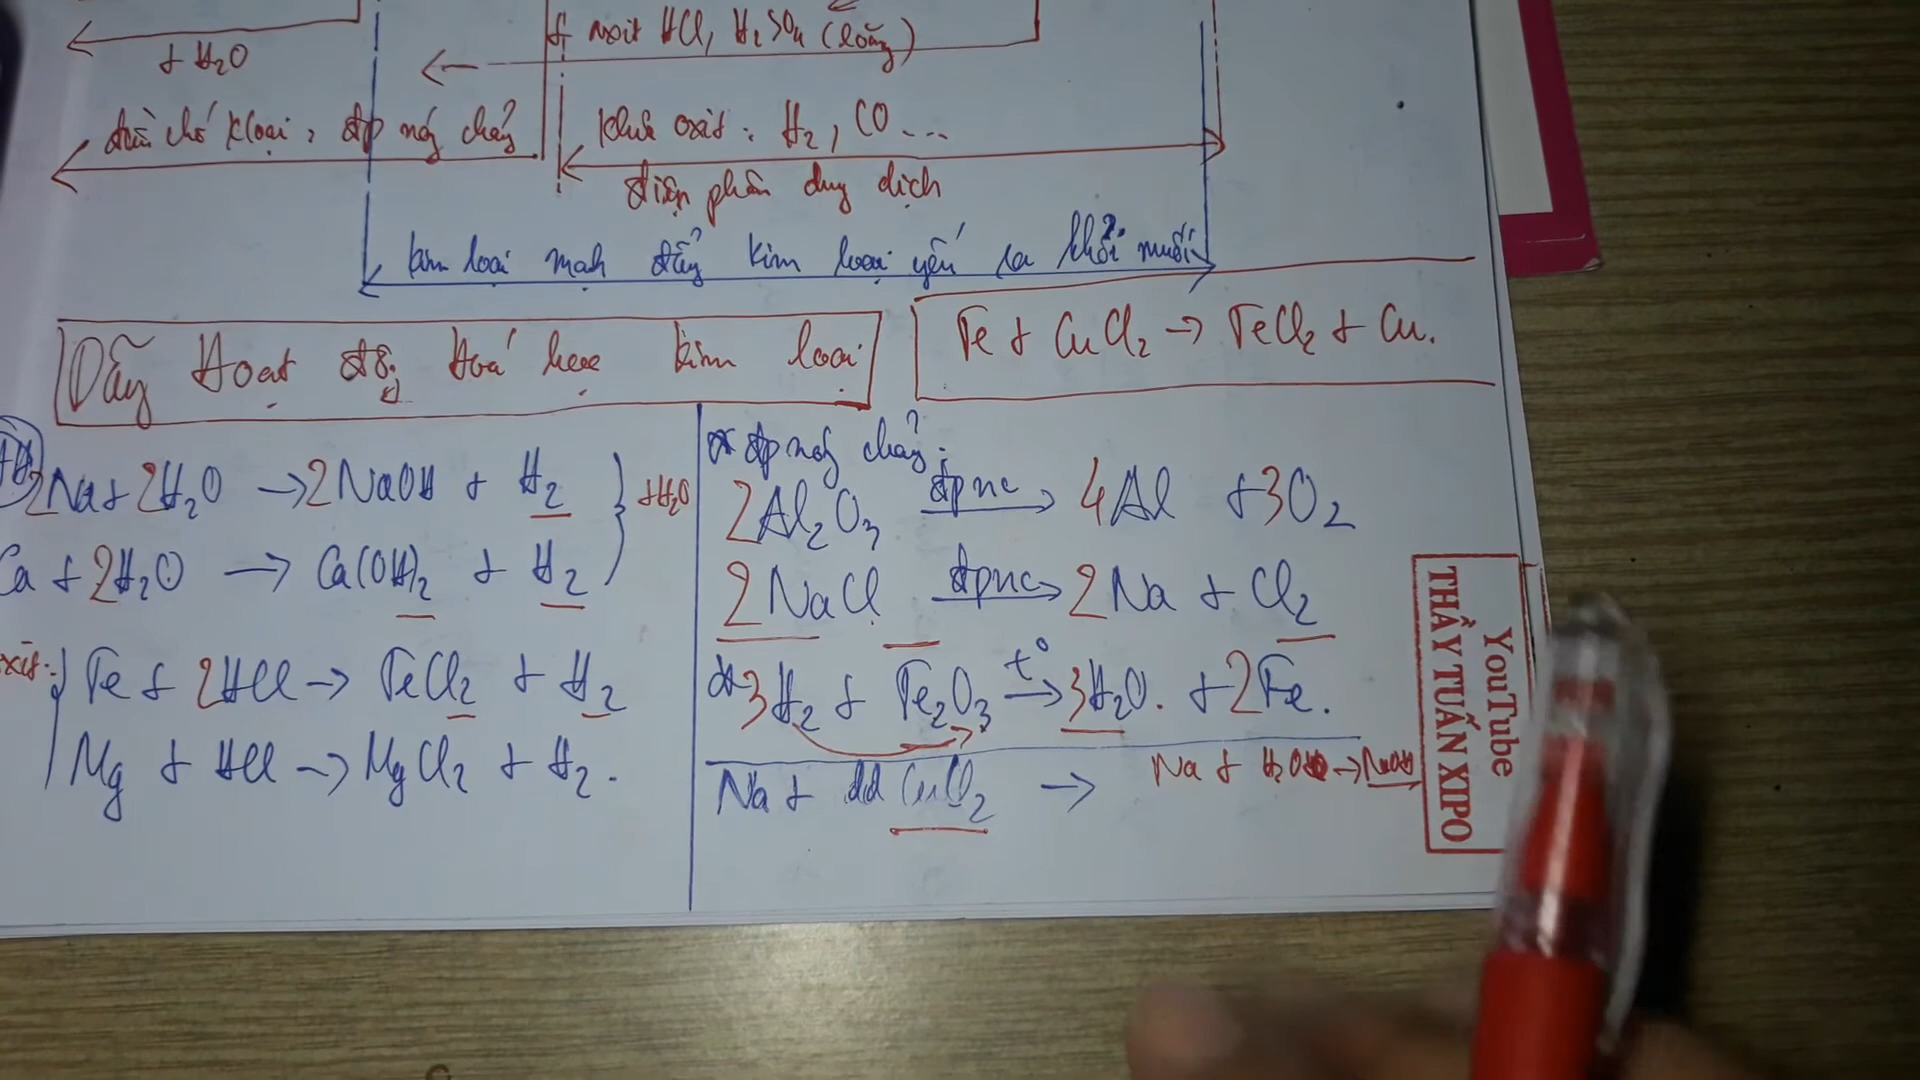 + H₂O
+ axit HCl, H₂SO₄ (loãng)
điều chế kloại: đp nóng chảy
khử oxit: H₂, CO...
điện phân dung dịch
kim loại mạnh đẩy kim loại yếu ra khỏi muối
Dãy Hoạt động Hoá học kim loại
Fe + CuCl₂ → FeCl₂ + Cu.
2Na + 2H₂O → 2NaOH + H₂
Ca + 2H₂O → Ca(OH)₂ + H₂
+H₂O
xit:
Fe + 2HCl → FeCl₂ + H₂
Mg + HCl → MgCl₂ + H₂.
* đp nóng chảy:
2Al₂O₃ đpnc → 4Al + 3O₂
2NaCl đpnc → 2Na + Cl₂
* 3H₂ + Fe₂O₃ t° → 3H₂O. + 2Fe.
Na + dd CuCl₂ →
Na + H₂O → NaOH
YouTube
THẦY TUẤN XIPO